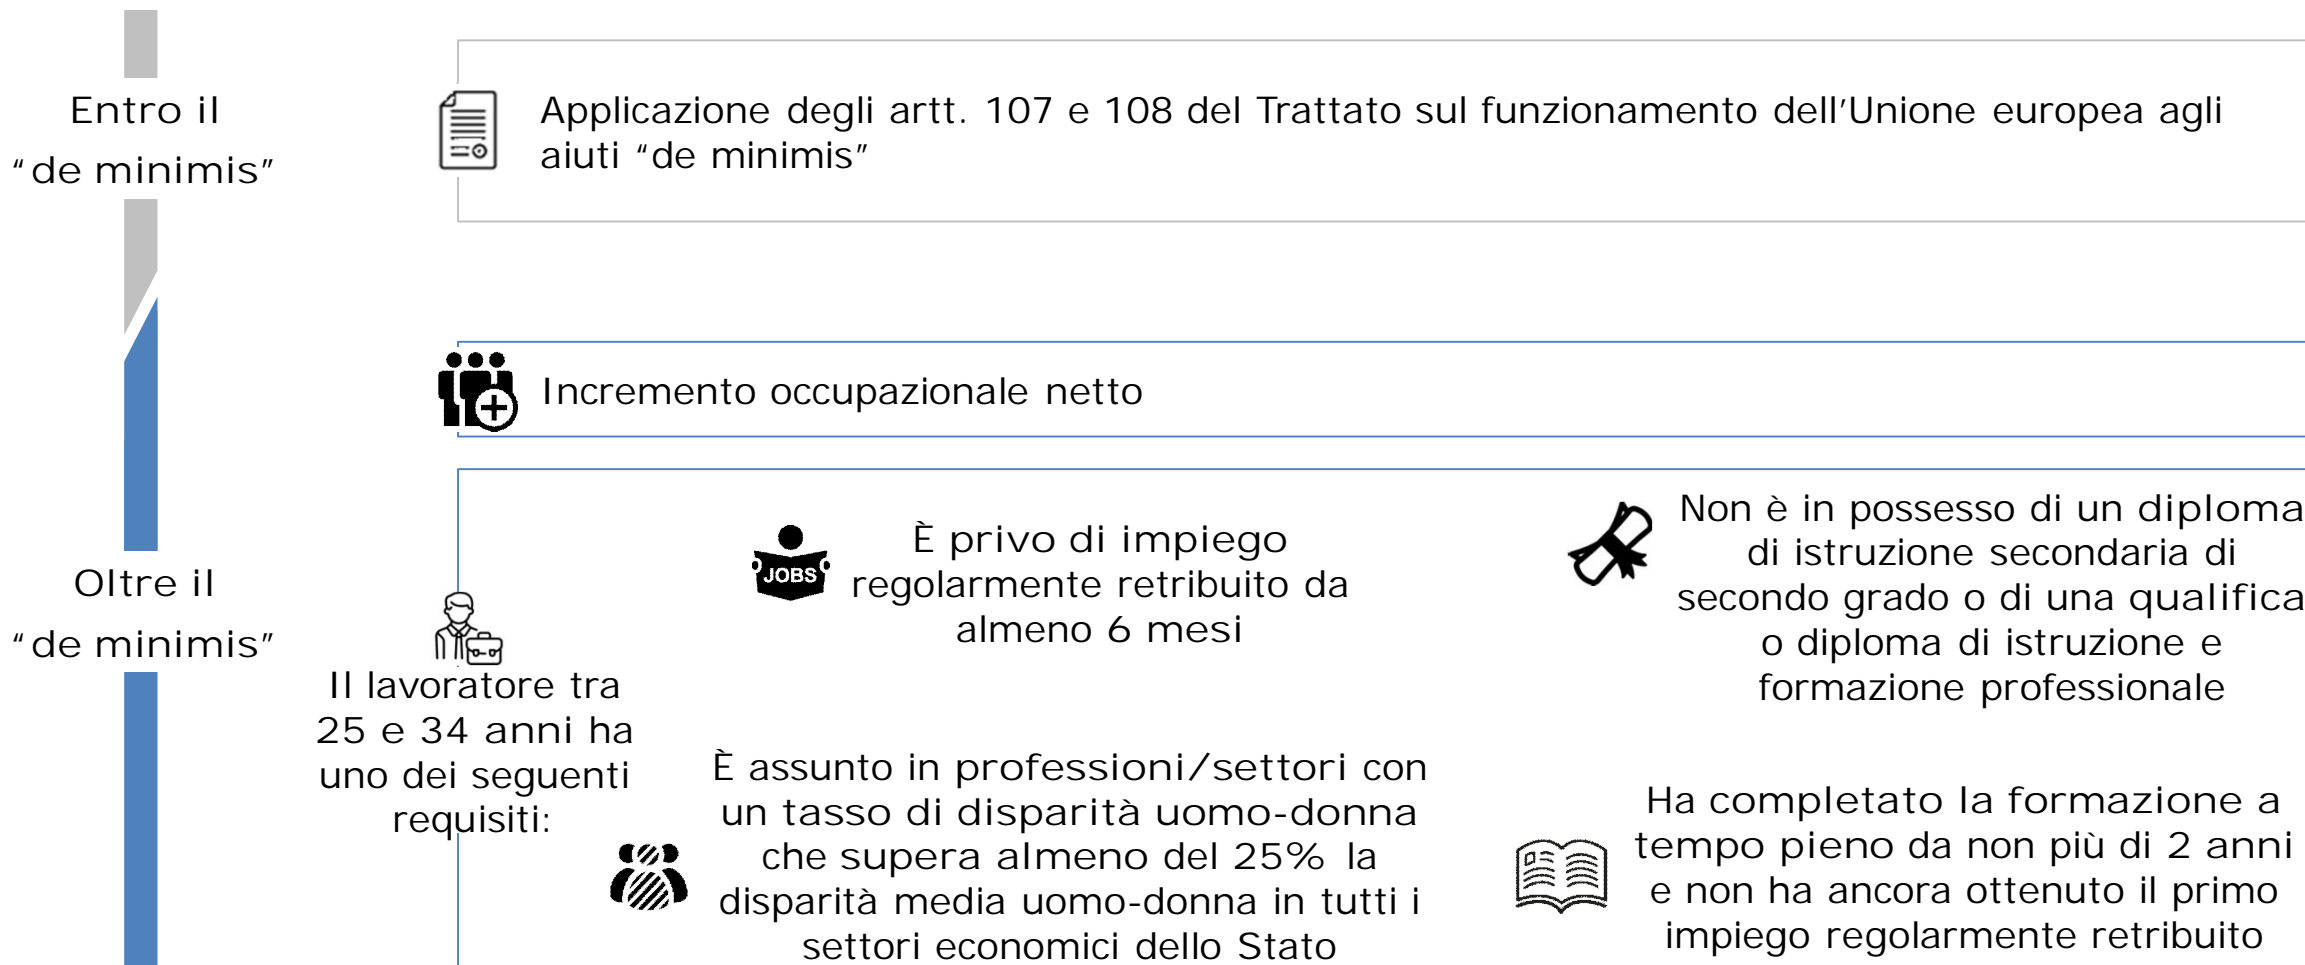 Entro il
“de minimis”
Applicazione degli artt. 107 e 108 del Trattato sul funzionamento dell’Unione europea agli
aiuti “de minimis”
Incremento occupazionale netto
Oltre il
“de minimis”
Il lavoratore tra
25 e 34 anni ha
uno dei seguenti
requisiti:
JOBS
È privo di impiego
regolarmente retribuito da
almeno 6 mesi
Non è in possesso di un diploma
di istruzione secondaria di
secondo grado o di una qualifica
o diploma di istruzione e
formazione professionale
È assunto in professioni/settori con
un tasso di disparità uomo-donna
che supera almeno del 25% la
disparità media uomo-donna in tutti i
settori economici dello Stato
Ha completato la formazione a
tempo pieno da non più di 2 anni
e non ha ancora ottenuto il primo
impiego regolarmente retribuito